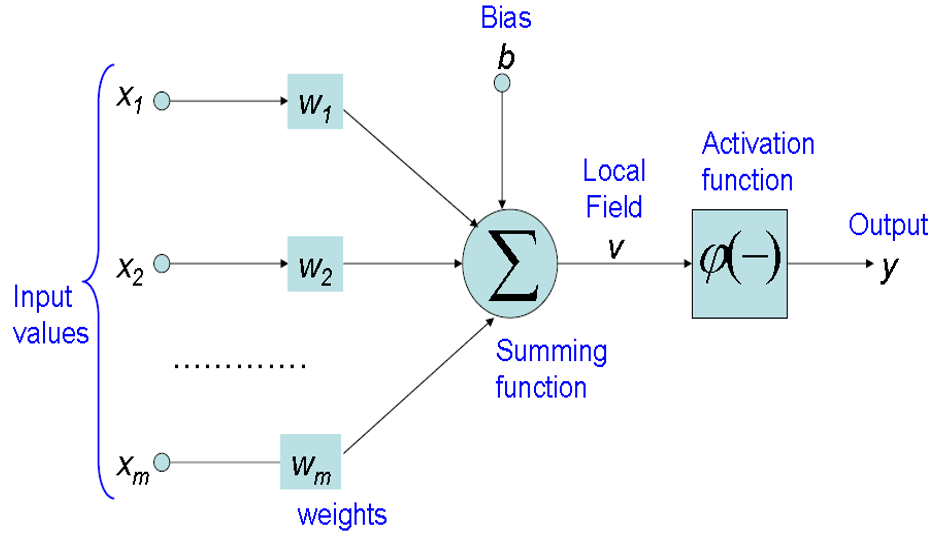 Bias
b
x1
w1
Activation
function
Local
Field
v
Σ
φ(−)
Output
y
x2
w2
Input
values
.............
Summing
function
xm
wm
weights